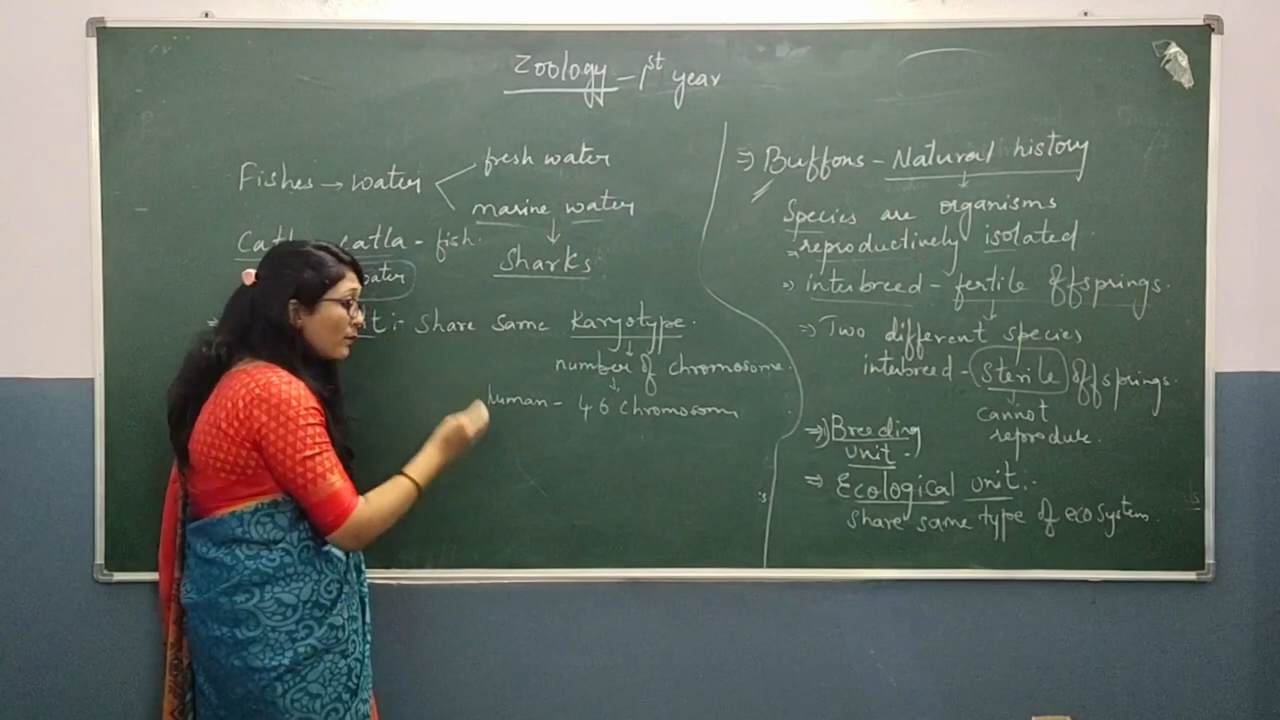 Zoology - 1st year
Fishes → water
fresh water
marine water
Sharks
catla - fish.
water
:- Share same Karyotype.
number of chromosome.
human - 46 chromosom
⇒ Buffons - Natural history
Species are organisms
⇒ reproductively isolated.
⇒ interbreed - fertile offsprings.
⇒ Two different species
interbreed - Sterile offsprings.
cannot
reproduce.
⇒ Breeding
unit -
⇒ Ecological unit :-
share same type of ecosystem.